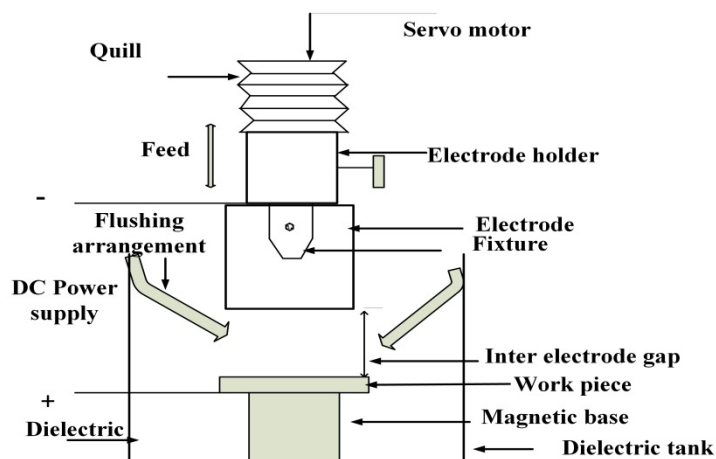 Servo motor
Quill
Feed
Electrode holder
-
Flushing
arrangement
Electrode
Fixture
DC Power
supply
Inter electrode gap
Work piece
+
Magnetic base
Dielectric
Dielectric tank